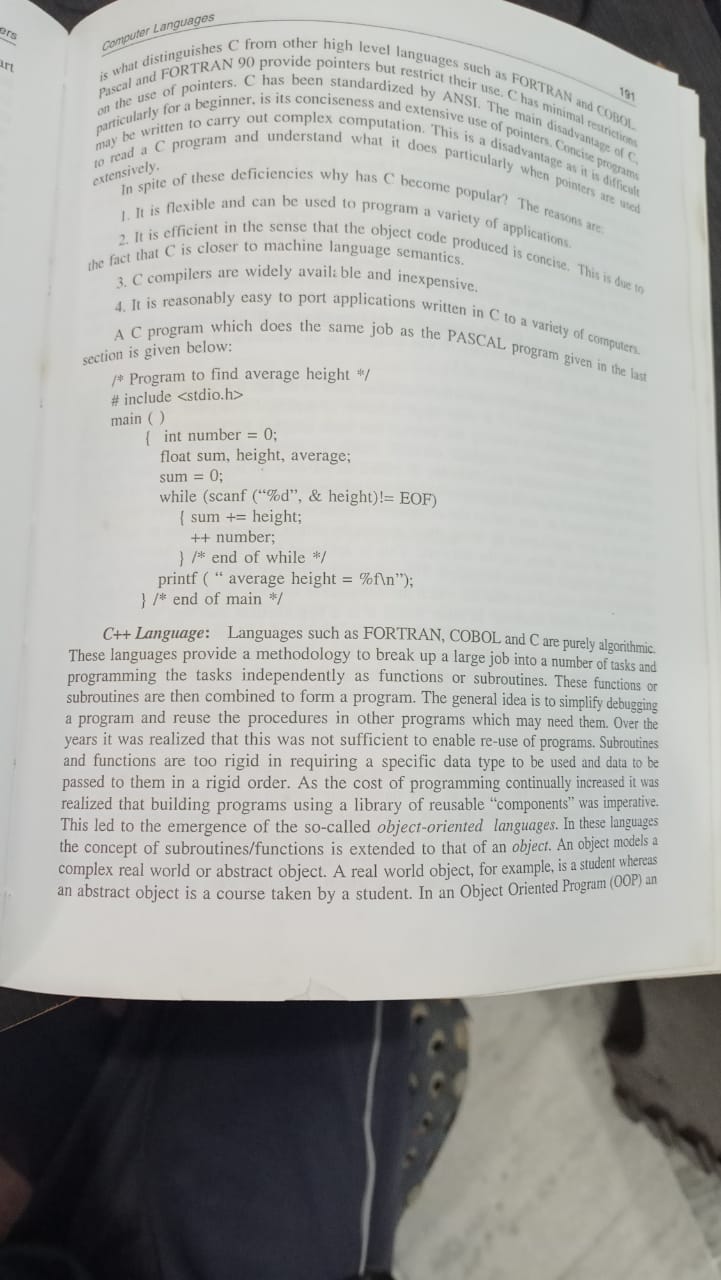 ers
art
Computer Languages
191
is what distinguishes C from other high level languages such as FORTRAN and COBOL.
Pascal and FORTRAN 90 provide pointers but restrict their use. C has minimal restrictions
on the use of pointers. C has been standardized by ANSI. The main disadvantage of C,
particularly for a beginner, is its conciseness and extensive use of pointers. Concise programs
may be written to carry out complex computation. This is a disadvantage as it is difficult
to read a C program and understand what it does particularly when pointers are used
extensively.
In spite of these deficiencies why has C become popular? The reasons are:
1. It is flexible and can be used to program a variety of applications.
2. It is efficient in the sense that the object code produced is concise. This is due to
the fact that C is closer to machine language semantics.
3. C compilers are widely available and inexpensive.
4. It is reasonably easy to port applications written in C to a variety of computers.
A C program which does the same job as the PASCAL program given in the last
section is given below:
/* Program to find average height */
# include <stdio.h>
main ( )
{ int number = 0;
float sum, height, average;
sum = 0;
while (scanf (“%d”, & height)!= EOF)
{ sum += height;
++ number;
} /* end of while */
printf ( “ average height = %f\n”);
} /* end of main */
C++ Language: Languages such as FORTRAN, COBOL and C are purely algorithmic.
These languages provide a methodology to break up a large job into a number of tasks and
programming the tasks independently as functions or subroutines. These functions or
subroutines are then combined to form a program. The general idea is to simplify debugging
a program and reuse the procedures in other programs which may need them. Over the
years it was realized that this was not sufficient to enable re-use of programs. Subroutines
and functions are too rigid in requiring a specific data type to be used and data to be
passed to them in a rigid order. As the cost of programming continually increased it was
realized that building programs using a library of reusable “components” was imperative.
This led to the emergence of the so-called object-oriented languages. In these languages
the concept of subroutines/functions is extended to that of an object. An object models a
complex real world or abstract object. A real world object, for example, is a student whereas
an abstract object is a course taken by a student. In an Object Oriented Program (OOP) an